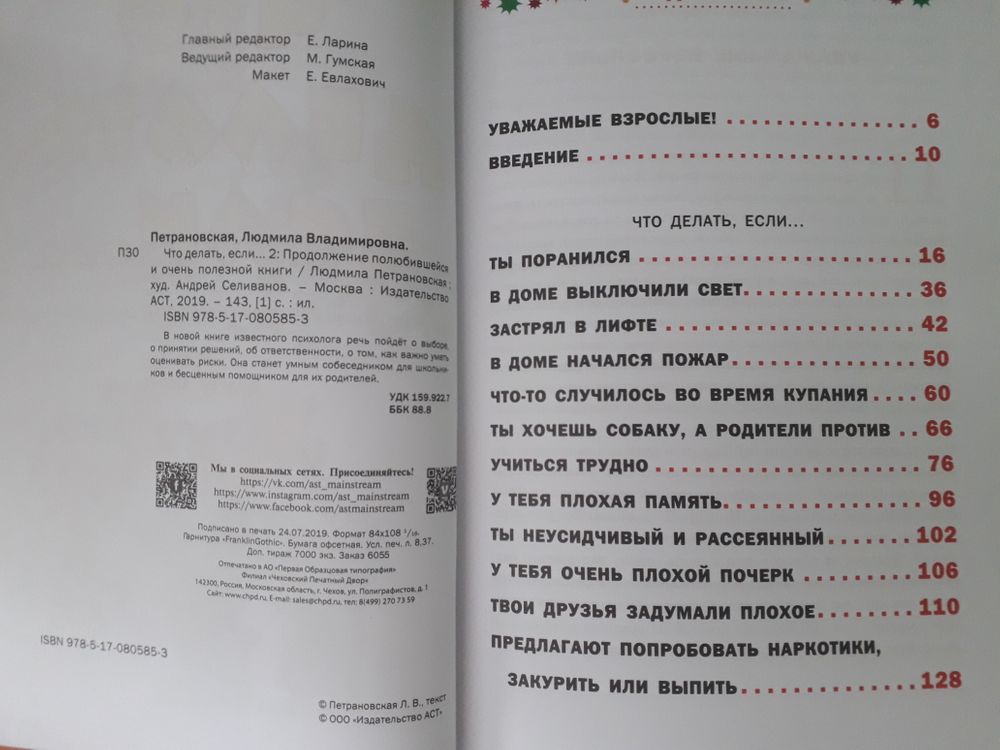 Главный редактор Е. Ларина
Ведущий редактор М. Гумская
Макет Е. Евлахович
Петрановская, Людмила Владимировна.
П30 Что делать, если... 2: Продолжение полюбившейся
и очень полезной книги / Людмила Петрановская ;
худ. Андрей Селиванов. – Москва : Издательство
АСТ, 2019. – 143, [1] с. : ил.
ISBN 978-5-17-080585-3
В новой книге известного психолога речь пойдёт о выборе,
о принятии решений, об ответственности, о том, как важно уметь
оценивать риски. Она станет умным собеседником для школьни-
ков и бесценным помощником для их родителей.
УДК 159.922.7
ББК 88.8
Мы в социальных сетях. Присоединяйтесь!
https://vk.com/ast_mainstream
https://www.instagram.com/ast_mainstream
https://www.facebook.com/astmainstream
Подписано в печать 24.07.2019. Формат 84x108 1/16.
Гарнитура «FranklinGothic». Бумага офсетная. Усл. печ. л. 8,37.
Доп. тираж 7000 экз. Заказ 6055
Отпечатано в АО «Первая Образцовая типография»
Филиал «Чеховский Печатный Двор»
142300, Россия, Московская область, г. Чехов, ул. Полиграфистов, д. 1
Сайт: www.chpd.ru, E-mail: sales@chpd.ru, тел: 8(499) 270 73 59
ISBN 978-5-17-080585-3
© Петрановская Л. В., текст
© ООО «Издательство АСТ»
УВАЖАЕМЫЕ ВЗРОСЛЫЕ! . . . . . . . . . . . . . . . . 6
ВВЕДЕНИЕ . . . . . . . . . . . . . . . . . . . . . . . . . . 10
ЧТО ДЕЛАТЬ, ЕСЛИ...
ТЫ ПОРАНИЛСЯ . . . . . . . . . . . . . . . . . . . . . . 16
В ДОМЕ ВЫКЛЮЧИЛИ СВЕТ. . . . . . . . . . . . . . 36
ЗАСТРЯЛ В ЛИФТЕ . . . . . . . . . . . . . . . . . . . . 42
В ДОМЕ НАЧАЛСЯ ПОЖАР . . . . . . . . . . . . . . . 50
ЧТО-ТО СЛУЧИЛОСЬ ВО ВРЕМЯ КУПАНИЯ . . . . 60
ТЫ ХОЧЕШЬ СОБАКУ, А РОДИТЕЛИ ПРОТИВ . . 66
УЧИТЬСЯ ТРУДНО . . . . . . . . . . . . . . . . . . . . . 76
У ТЕБЯ ПЛОХАЯ ПАМЯТЬ. . . . . . . . . . . . . . . . 96
ТЫ НЕУСИДЧИВЫЙ И РАССЕЯННЫЙ . . . . . . . 102
У ТЕБЯ ОЧЕНЬ ПЛОХОЙ ПОЧЕРК . . . . . . . . . 106
ТВОИ ДРУЗЬЯ ЗАДУМАЛИ ПЛОХОЕ. . . . . . . . 110
ПРЕДЛАГАЮТ ПОПРОБОВАТЬ НАРКОТИКИ,
ЗАКУРИТЬ ИЛИ ВЫПИТЬ . . . . . . . . . . . . . . 128